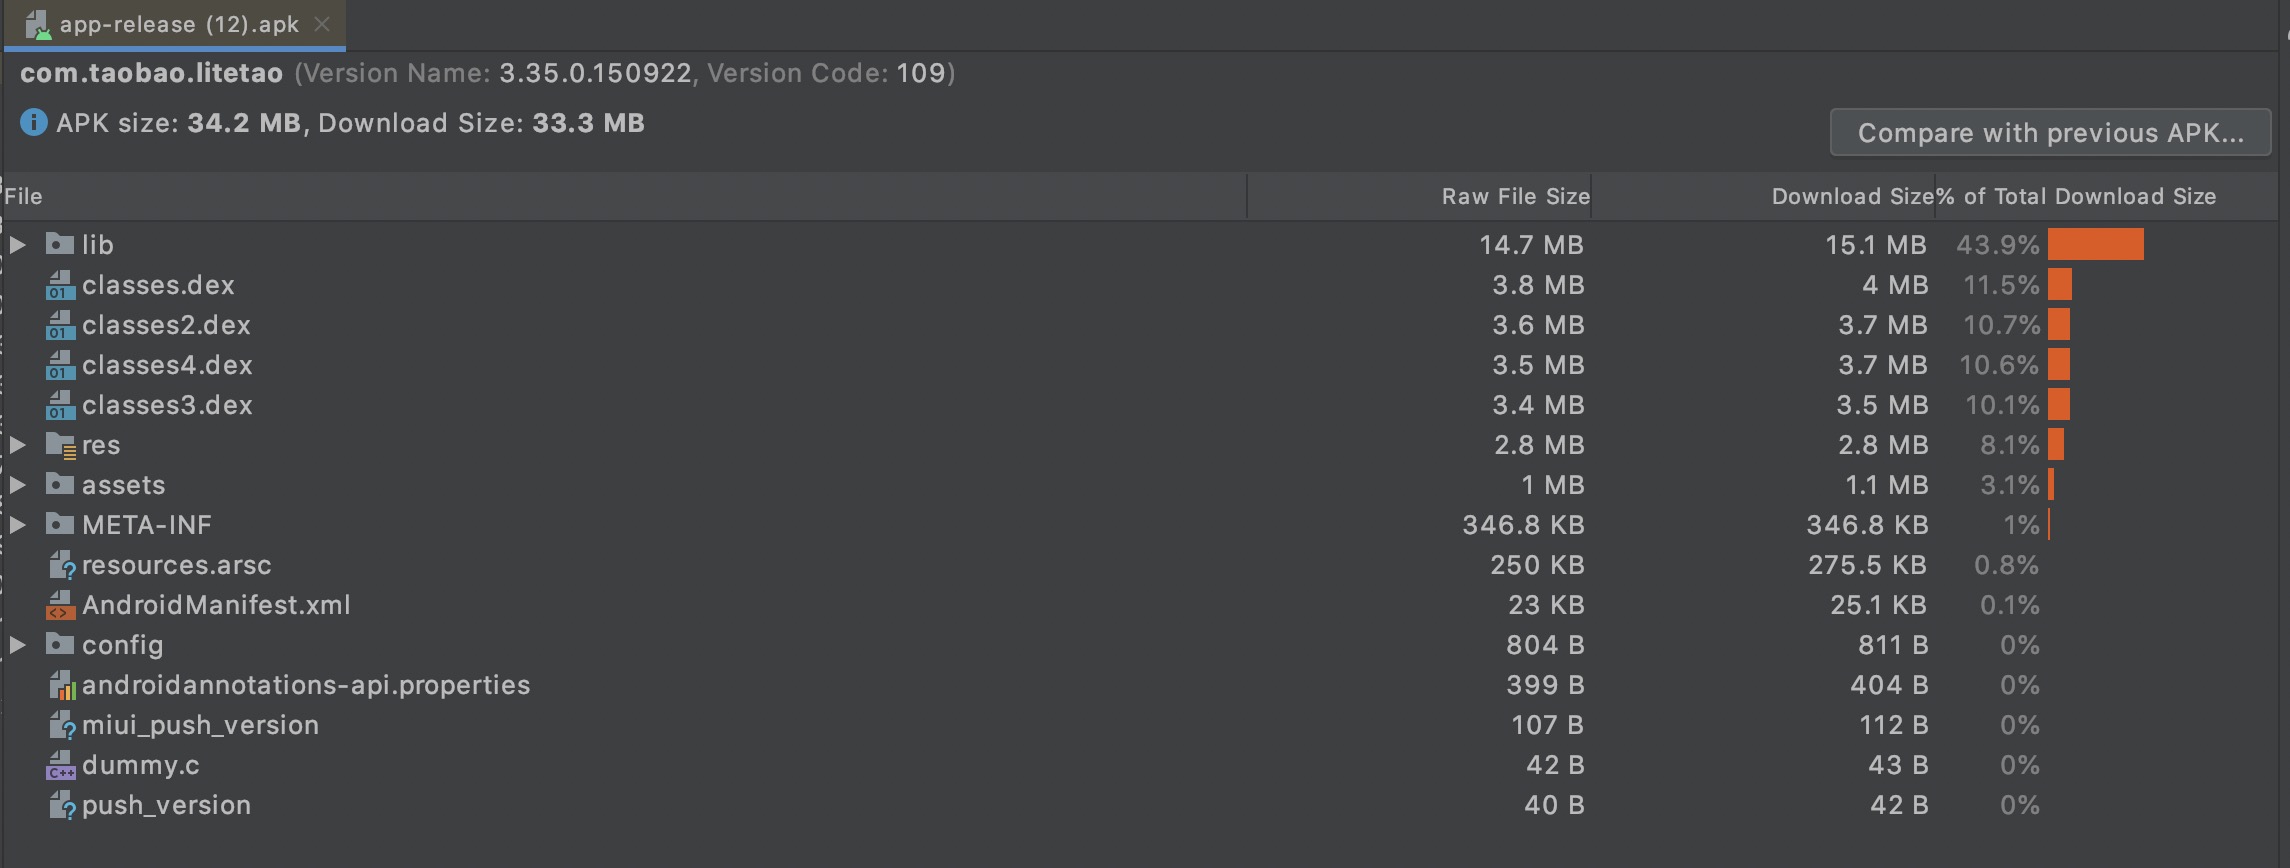 app-release (12).apk
com.taobao.litetao (Version Name: 3.35.0.150922, Version Code: 109)
APK size: 34.2 MB, Download Size: 33.3 MB
Compare with previous APK...
File Raw File Size Download Size % of Total Download Size
lib 14.7 MB 15.1 MB 43.9%
classes.dex 3.8 MB 4 MB 11.5%
classes2.dex 3.6 MB 3.7 MB 10.7%
classes4.dex 3.5 MB 3.7 MB 10.6%
classes3.dex 3.4 MB 3.5 MB 10.1%
res 2.8 MB 2.8 MB 8.1%
assets 1 MB 1.1 MB 3.1%
META-INF 346.8 KB 346.8 KB 1%
resources.arsc 250 KB 275.5 KB 0.8%
AndroidManifest.xml 23 KB 25.1 KB 0.1%
config 804 B 811 B 0%
androidannotations-api.properties 399 B 404 B 0%
miui_push_version 107 B 112 B 0%
dummy.c 42 B 43 B 0%
push_version 40 B 42 B 0%